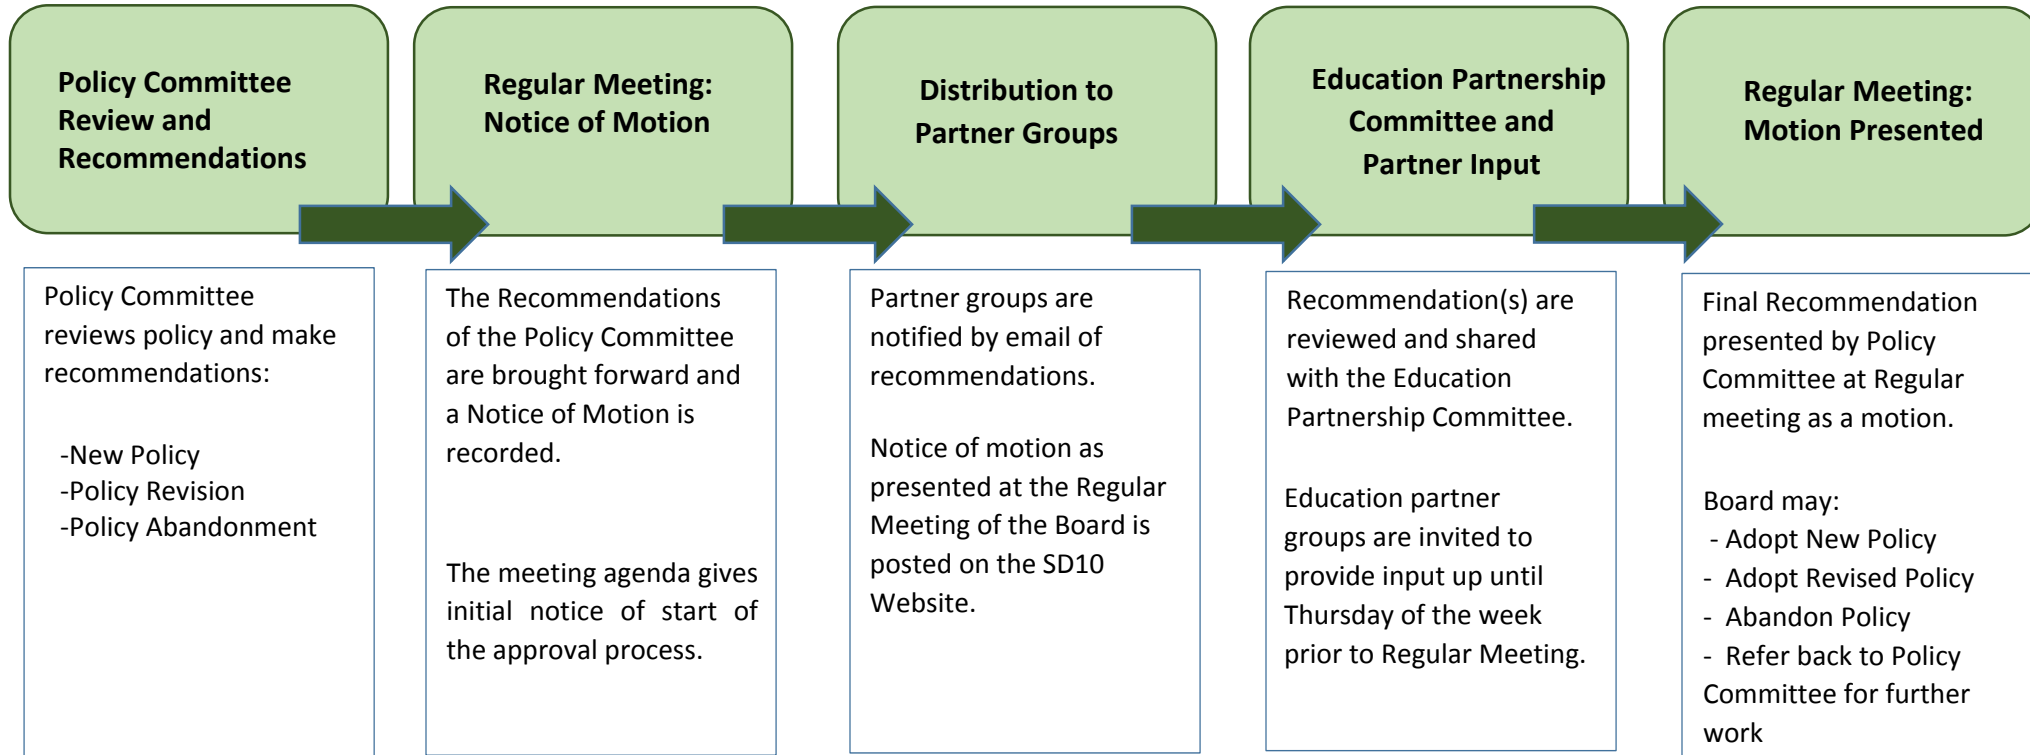 Policy Committee
Review and
Recommendations
Regular Meeting:
Notice of Motion
Distribution to
Partner Groups
Education Partnership
Committee and
Partner Input
Regular Meeting:
Motion Presented
Policy Committee
reviews policy and make
recommendations:
-New Policy
-Policy Revision
-Policy Abandonment
The Recommendations
of the Policy Committee
are brought forward and
a Notice of Motion is
recorded.
The meeting agenda gives
initial notice of start of
the approval process.
Partner groups are
notified by email of
recommendations.
Notice of motion as
presented at the Regular
Meeting of the Board is
posted on the SD10
Website.
Recommendation(s) are
reviewed and shared
with the Education
Partnership Committee.
Education partner
groups are invited to
provide input up until
Thursday of the week
prior to Regular Meeting.
Final Recommendation
presented by Policy
Committee at Regular
meeting as a motion.
Board may:
- Adopt New Policy
- Adopt Revised Policy
- Abandon Policy
- Refer back to Policy
Committee for further
work